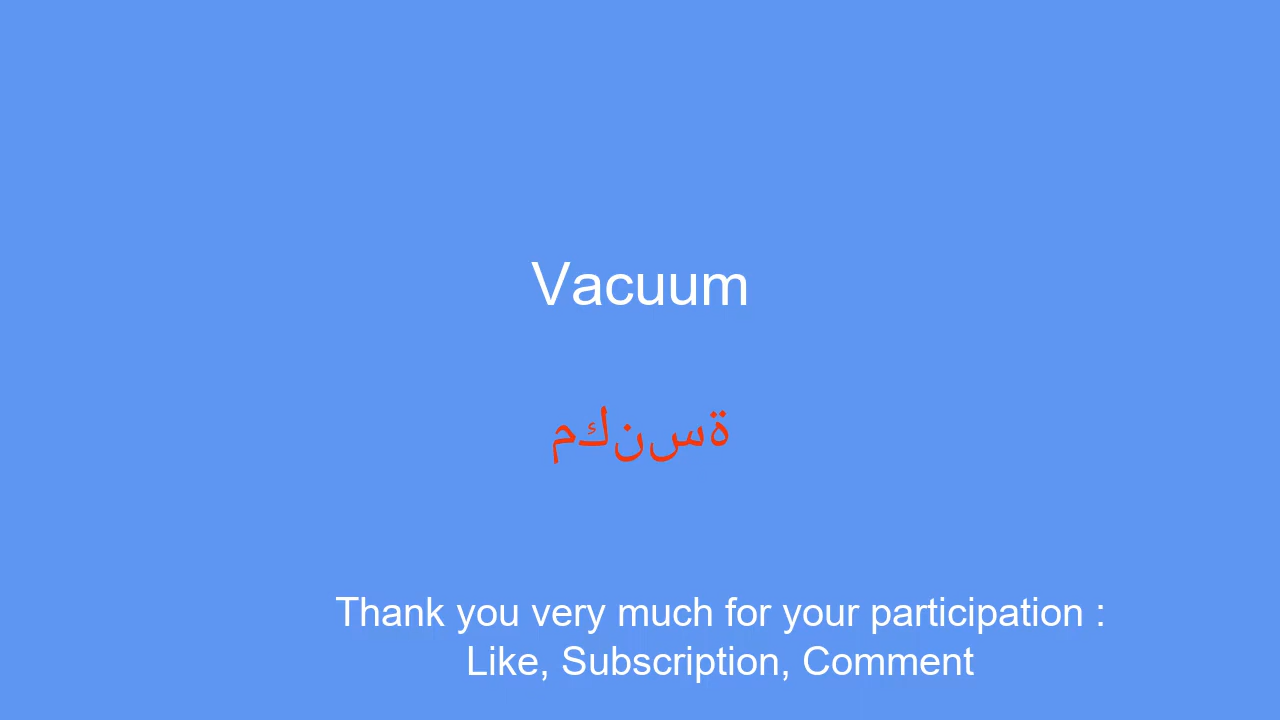 Vacuum
مكنسة
Thank you very much for your participation :
Like, Subscription, Comment